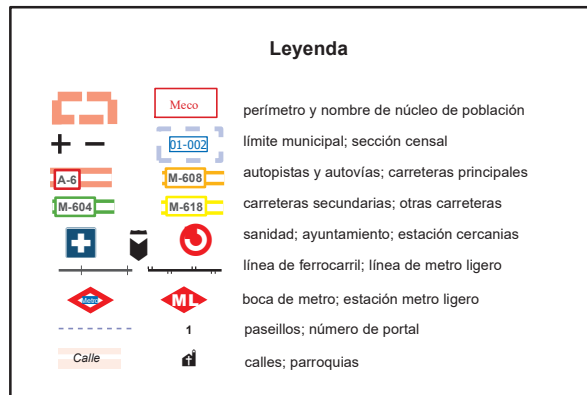 Leyenda
Meco perímetro y nombre de núcleo de población
01-002 límite municipal; sección censal
A-6 M-608 autopistas y autovías; carreteras principales
M-604 M-618 carreteras secundarias; otras carreteras
sanidad; ayuntamiento; estación cercanias
línea de ferrocarril; línea de metro ligero
Metro ML boca de metro; estación metro ligero
1 paseillos; número de portal
Calle calles; parroquias